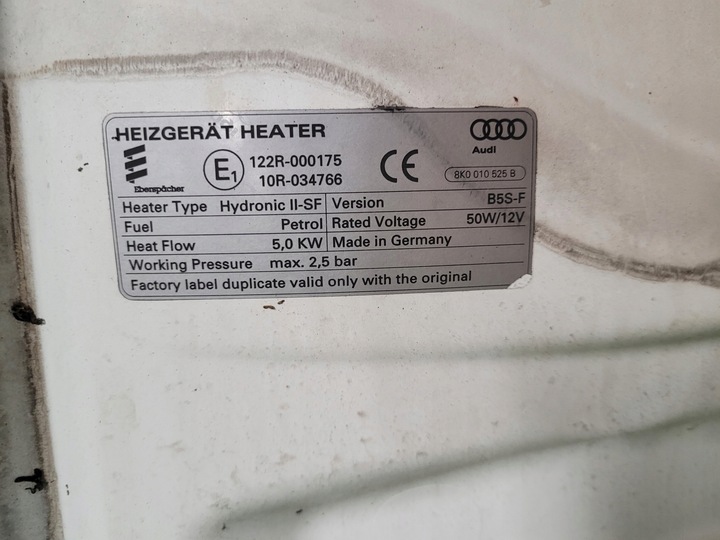 HEIZGERÄT HEATER
Audi
Eberspächer
E1
122R-000175
10R-034766
CE
8K0 010 525 B
Heater Type Hydronic II-SF Version B5S-F
Fuel Petrol Rated Voltage 50W/12V
Heat Flow 5,0 KW Made in Germany
Working Pressure max. 2,5 bar
Factory label duplicate valid only with the original